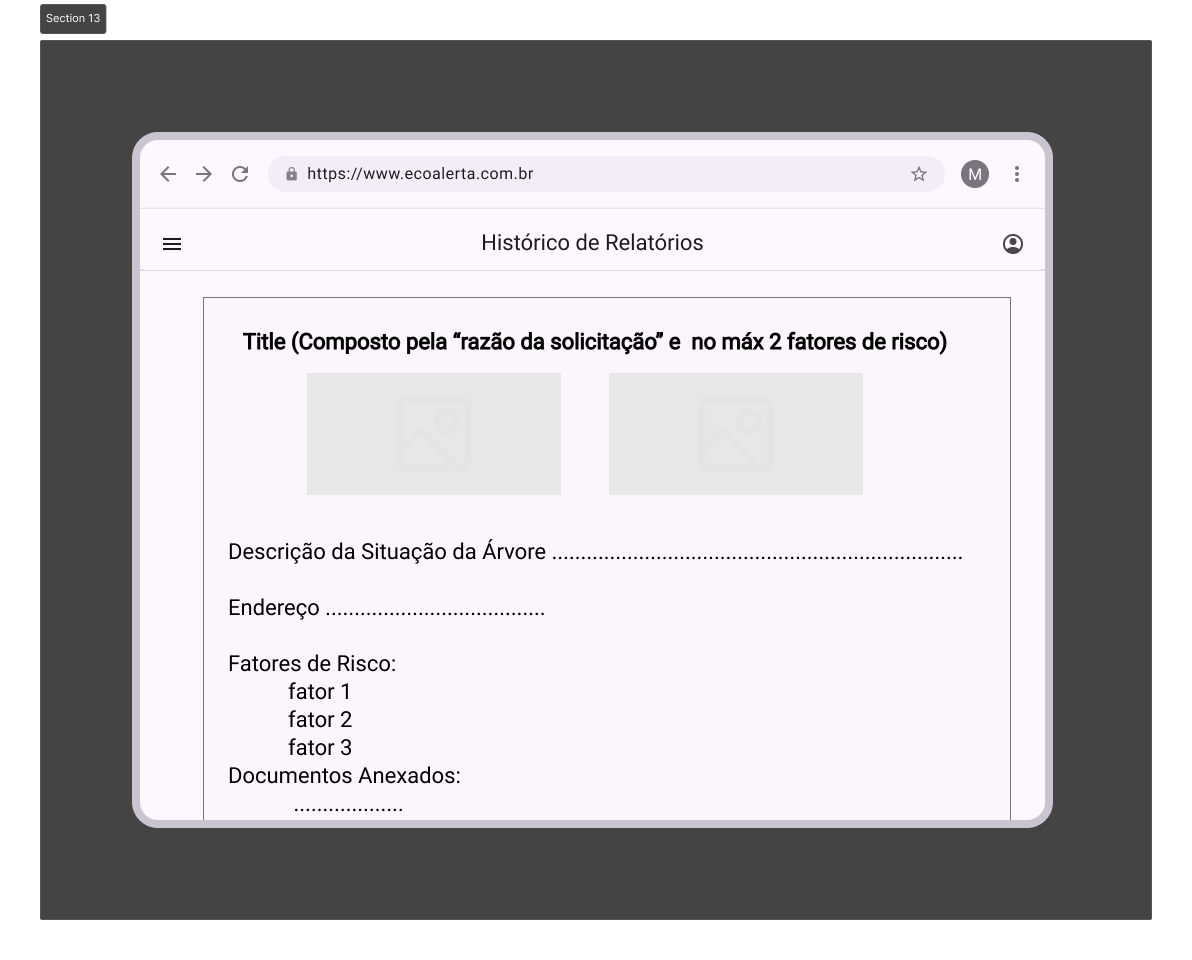 Section 13
https://www.ecoalerta.com.br
M
Histórico de Relatórios
Title (Composto pela “razão da solicitação” e  no máx 2 fatores de risco)
Descrição da Situação da Árvore .......................................................................
Endereço ......................................
Fatores de Risco:
fator 1
fator 2
fator 3
Documentos Anexados:
...................